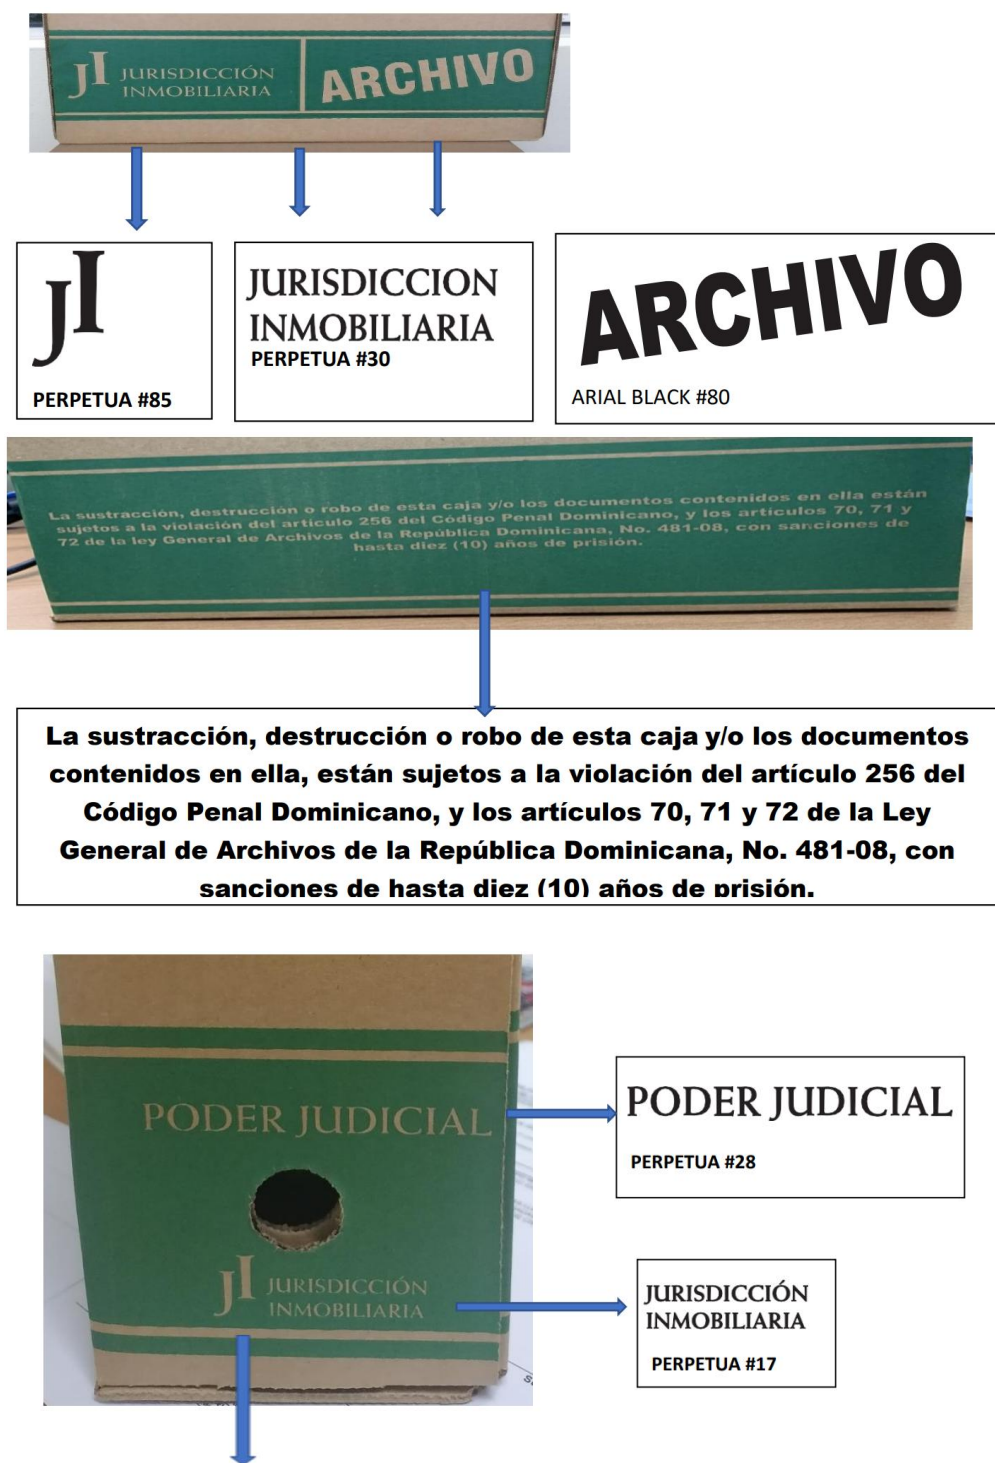 JI JURISDICCIÓN
INMOBILIARIA
ARCHIVO
JI
PERPETUA #85
JURISDICCION
INMOBILIARIA
PERPETUA #30
ARCHIVO
ARIAL BLACK #80
La sustracción, destrucción o robo de esta caja y/o los documentos contenidos en ella están
sujetos a la violación del artículo 256 del Código Penal Dominicano, y los artículos 70, 71 y
72 de la ley General de Archivos de la República Dominicana, No. 481-08, con sanciones de
hasta diez (10) años de prisión.
La sustracción, destrucción o robo de esta caja y/o los documentos
contenidos en ella, están sujetos a la violación del artículo 256 del
Código Penal Dominicano, y los artículos 70, 71 y 72 de la Ley
General de Archivos de la República Dominicana, No. 481-08, con
sanciones de hasta diez (10) años de prisión.
PODER JUDICIAL
JI JURISDICCIÓN
INMOBILIARIA
PODER JUDICIAL
PERPETUA #28
JURISDICCIÓN
INMOBILIARIA
PERPETUA #17